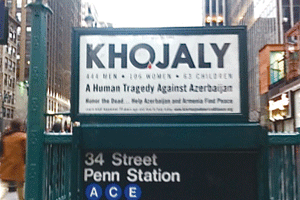 KHOJALY
444 MEN • 106 WOMEN • 63 CHILDREN
A Human Tragedy Against Azerbaijan
Honor the Dead... Help Azerbaijan and Armenia Find Peace
34 Street
Penn Station
A C E